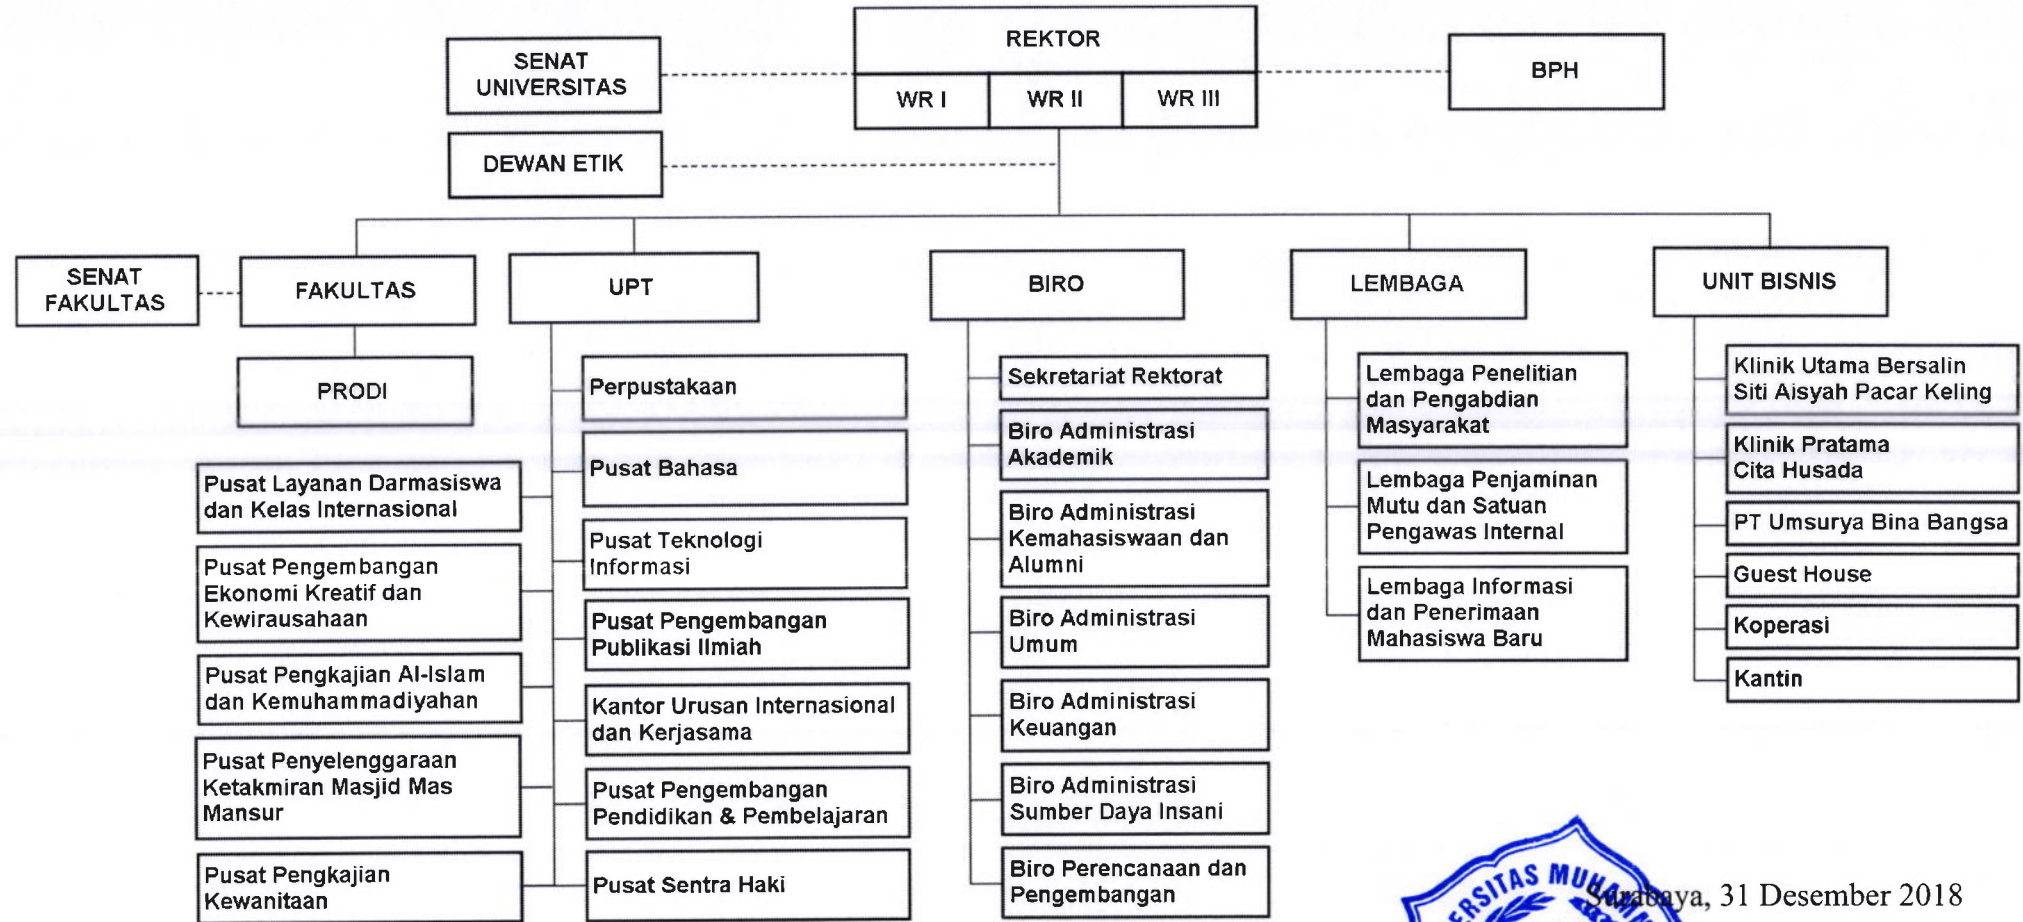 REKTOR
WR I
WR II
WR III
SENAT
UNIVERSITAS
BPH
DEWAN ETIK
SENAT
FAKULTAS
FAKULTAS
UPT
BIRO
LEMBAGA
UNIT BISNIS
PRODI
Pusat Layanan Darmasiswa
dan Kelas Internasional
Pusat Pengembangan
Ekonomi Kreatif dan
Kewirausahaan
Pusat Pengkajian Al-Islam
dan Kemuhammadiyahan
Pusat Penyelenggaraan
Ketakmiran Masjid Mas
Mansur
Pusat Pengkajian
Kewanitaan
Perpustakaan
Pusat Bahasa
Pusat Teknologi
Informasi
Pusat Pengembangan
Publikasi Ilmiah
Kantor Urusan Internasional
dan Kerjasama
Pusat Pengembangan
Pendidikan & Pembelajaran
Pusat Sentra Haki
Sekretariat Rektorat
Biro Administrasi
Akademik
Biro Administrasi
Kemahasiswaan dan
Alumni
Biro Administrasi
Umum
Biro Administrasi
Keuangan
Biro Administrasi
Sumber Daya Insani
Biro Perencanaan dan
Pengembangan
Lembaga Penelitian
dan Pengabdian
Masyarakat
Lembaga Penjaminan
Mutu dan Satuan
Pengawas Internal
Lembaga Informasi
dan Penerimaan
Mahasiswa Baru
Klinik Utama Bersalin
Siti Aisyah Pacar Keling
Klinik Pratama
Cita Husada
PT Umsurya Bina Bangsa
Guest House
Koperasi
Kantin
Surabaya, 31 Desember 2018